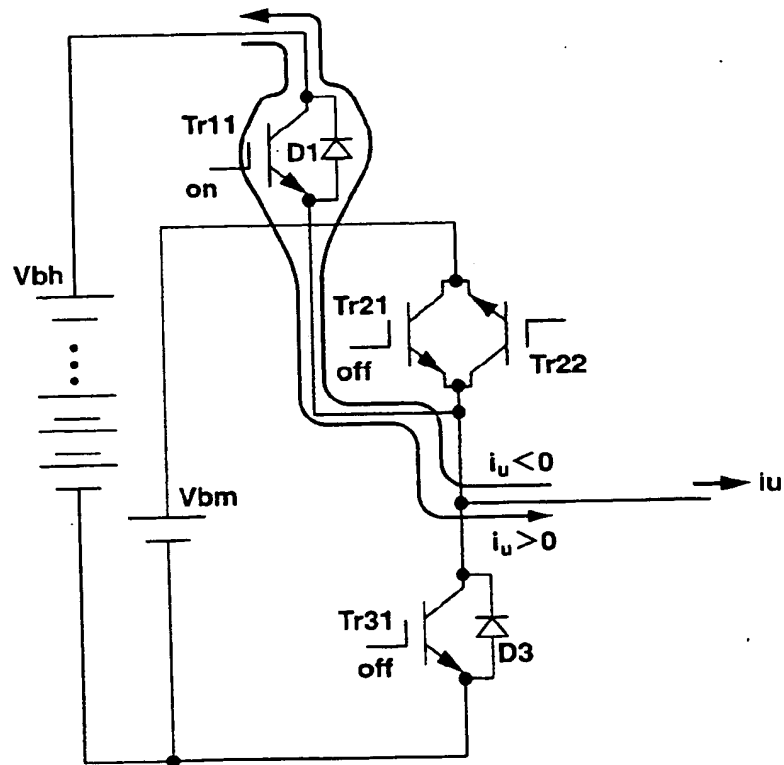 Tr11
D1
on
Vbh
Tr21
off
Tr22
Vbm
iu<0
iu
iu>0
Tr31
off
D3